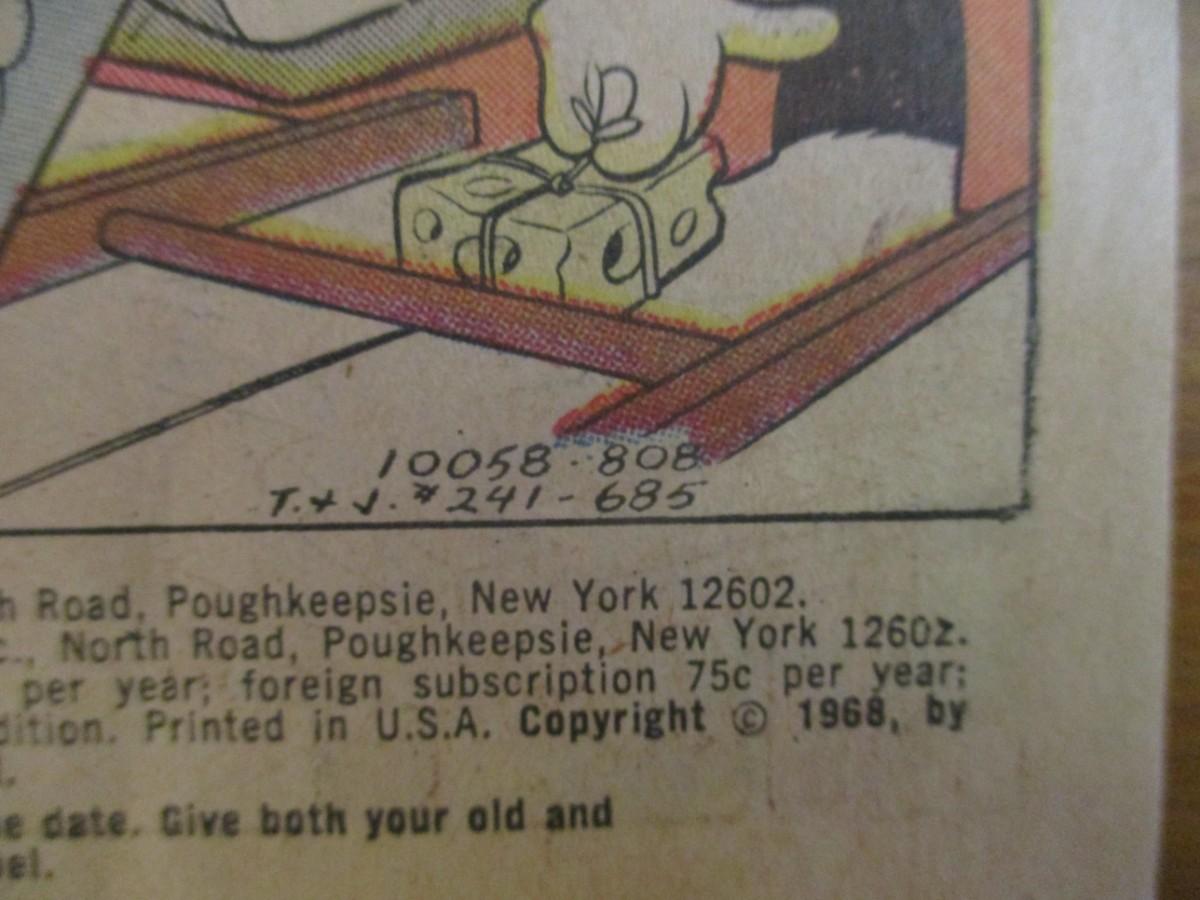 10058-808
T. & J. #241-685
h Road, Poughkeepsie, New York 12602.
c., North Road, Poughkeepsie, New York 12602.
per year; foreign subscription 75c per year;
dition. Printed in U.S.A. Copyright © 1968, by
l.
e date. Give both your old and
bel.